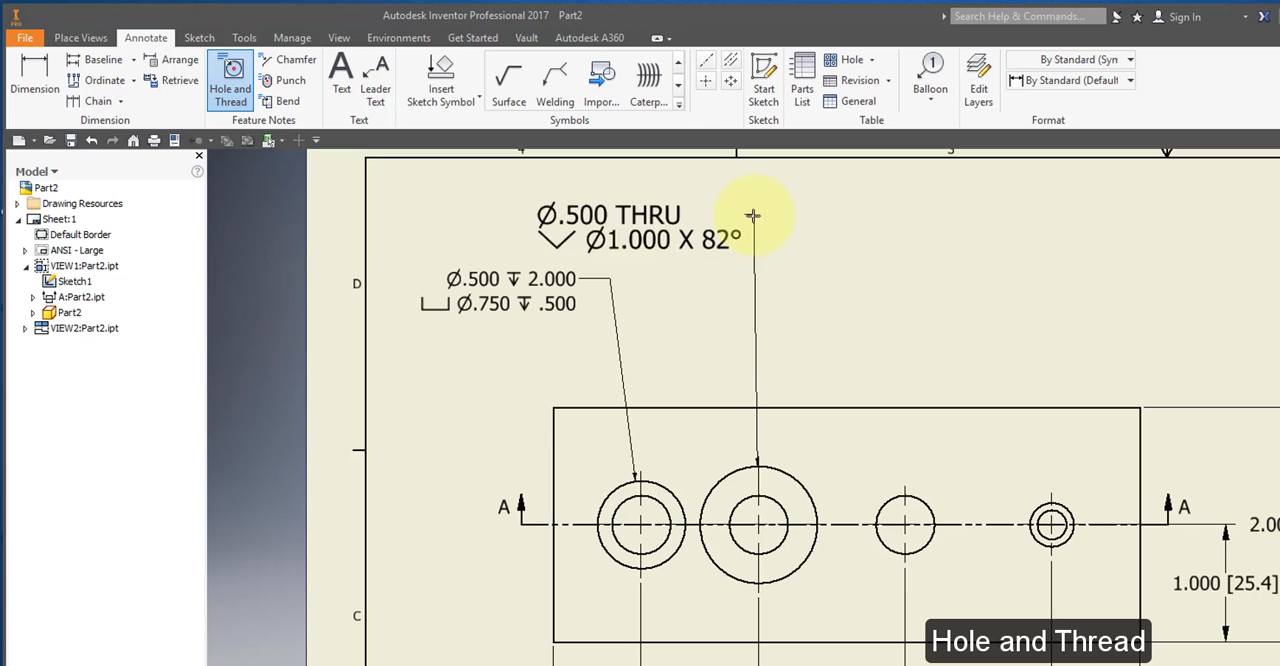 Autodesk Inventor Professional 2017 Part2
Search Help & Commands...
Sign In
PRO
File Place Views Annotate Sketch Tools Manage View Environments Get Started Vault Autodesk A360
Dimension
Baseline
Ordinate
Chain
Arrange
Retrieve
Dimension
Hole and
Thread
Chamfer
Punch
Bend
Feature Notes
Text
Leader
Text
Text
Insert
Sketch Symbol
Surface Welding Impor... Caterp...
Symbols
Start
Sketch
Sketch
Parts
List
Hole
Revision
General
Table
1
Balloon
Edit
Layers
By Standard (Syn
By Standard (Default
Format
Model
Part2
Drawing Resources
Sheet:1
Default Border
ANSI - Large
VIEW1:Part2.ipt
Sketch1
A:Part2.ipt
Part2
VIEW2:Part2.ipt
4
3
Ø.500 THRU
⌵ Ø1.000 X 82°
Ø.500 ↧ 2.000
⌴ Ø.750 ↧ .500
D
A
A
2.00
1.000 [25.4]
C
Hole and Thread